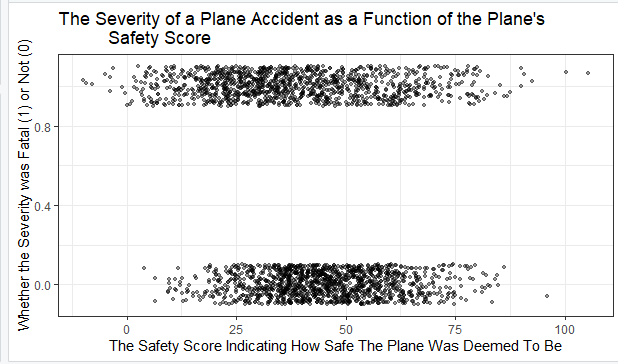 The Severity of a Plane Accident as a Function of the Plane's
Safety Score
Whether the Severity was Fatal (1) or Not (0)
0.8
0.4
0.0
0
25
50
75
100
The Safety Score Indicating How Safe The Plane Was Deemed To Be